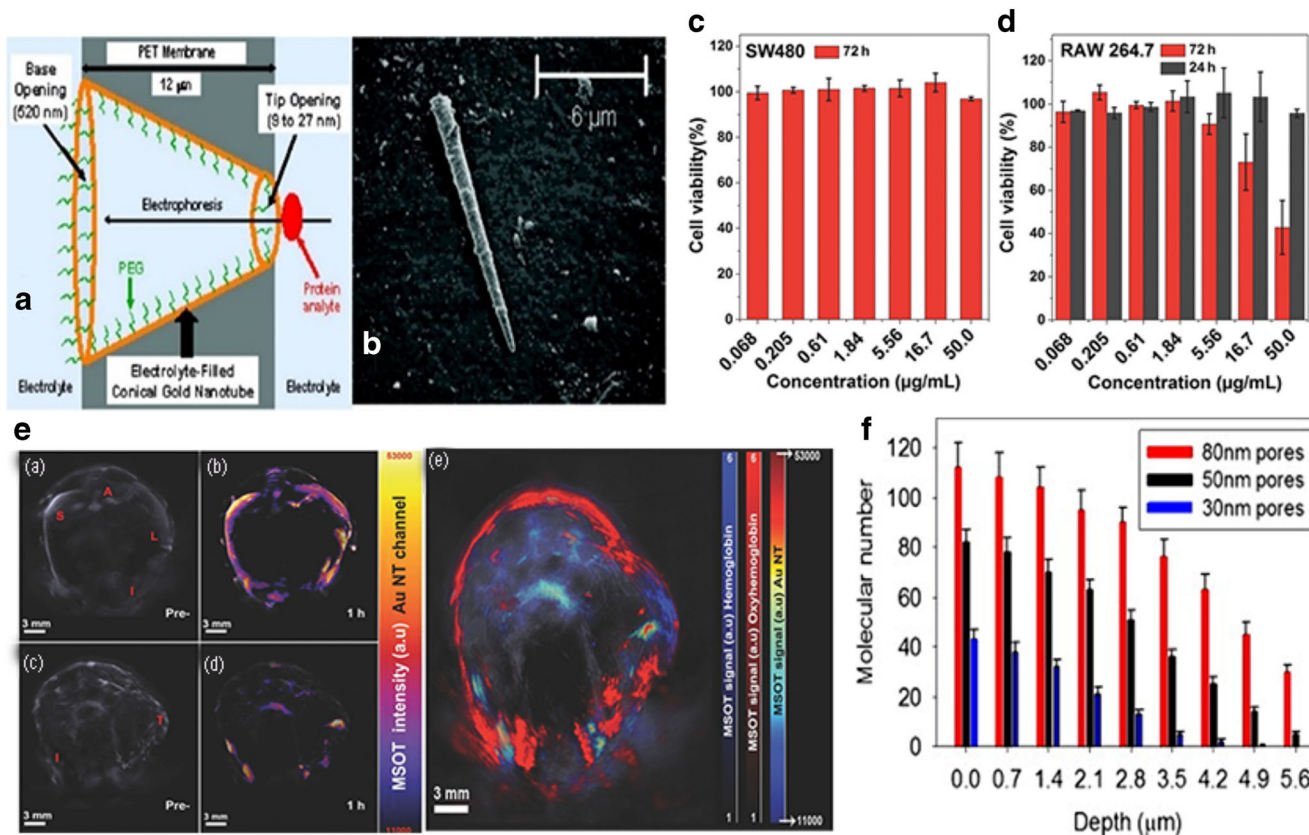 a
PET Membrane
12 µm
Base
Opening
(520 nm)
Tip Opening
(9 to 27 nm)
Electrophoresis
PEG
Protein
analyte
Electrolyte
Electrolyte-Filled
Conical Gold Nanotube
Electrolyte
b
6 µm
c
SW480
72 h
Cell viability(%)
120
100
80
60
40
20
0
0.068
0.205
0.61
1.84
5.56
16.7
50.0
Concentration (µg/mL)
d
RAW 264.7
72 h
24 h
Cell viability (%)
120
100
80
60
40
20
0
0.068
0.205
0.61
1.84
5.56
16.7
50.0
Concentration (µg/mL)
e
(a)
A
S
L
I
Pre-
3 mm
(b)
1 h
3 mm
(c)
T
I
Pre-
3 mm
(d)
1 h
3 mm
53000
MSOT intensity (a.u) Au NT channel
11000
(e)
3 mm
6
MSOT signal (a.u) Hemoglobin
1
6
MSOT signal (a.u) Oxyhemoglobin
1
53000
MSOT signal (a.u) Au NT
11000
f
80nm pores
50nm pores
30nm pores
Molecular number
120
100
80
60
40
20
0
0.0 0.7 1.4 2.1 2.8 3.5 4.2 4.9 5.6
Depth (µm)